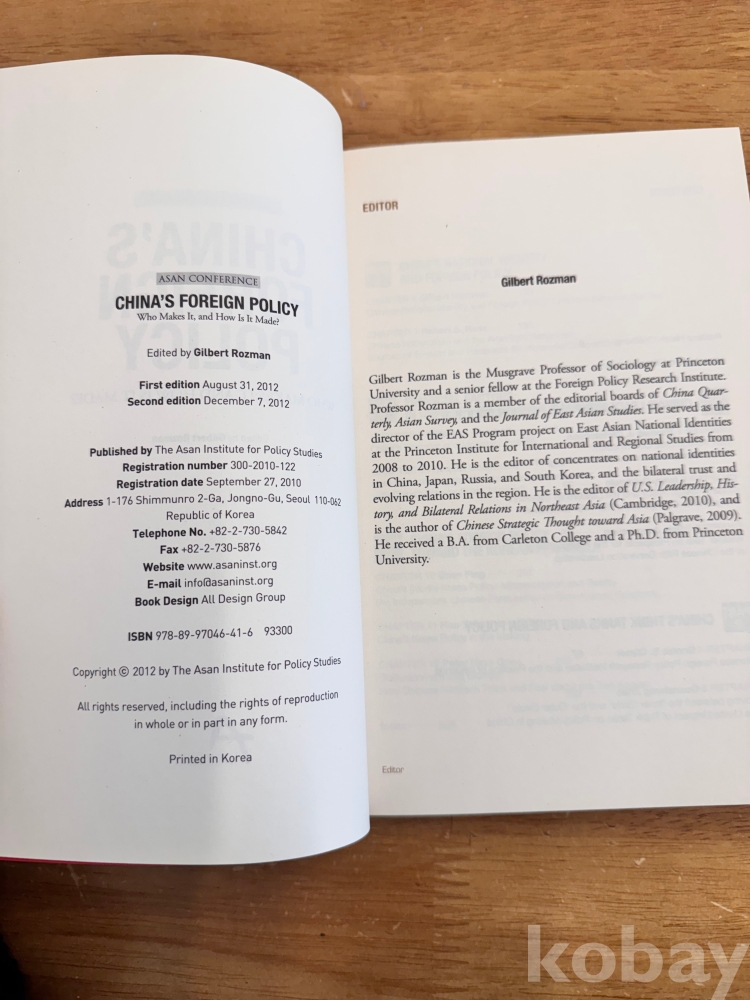 ASAN CONFERENCE
CHINA'S FOREIGN POLICY
Who Makes It, and How Is It Made?
Edited by Gilbert Rozman
First edition August 31, 2012
Second edition December 7, 2012
Published by The Asan Institute for Policy Studies
Registration number 300-2010-122
Registration date September 27, 2010
Address 1-176 Shimmunro 2-Ga, Jongno-Gu, Seoul 110-062
Republic of Korea
Telephone No. +82-2-730-5842
Fax +82-2-730-5876
Website www.asaninst.org
E-mail info@asaninst.org
Book Design All Design Group
ISBN 978-89-97046-41-6 93300
Copyright ⓒ 2012 by The Asan Institute for Policy Studies
All rights reserved, including the rights of reproduction
in whole or in part in any form.
Printed in Korea
EDITOR
Gilbert Rozman
Gilbert Rozman is the Musgrave Professor of Sociology at Princeton
University and a senior fellow at the Foreign Policy Research Institute.
Professor Rozman is a member of the editorial boards of China Quar-
terly, Asian Survey, and the Journal of East Asian Studies. He served as the
director of the EAS Program project on East Asian National Identities
at the Princeton Institute for International and Regional Studies from
2008 to 2010. He is the editor of concentrates on national identities
in China, Japan, Russia, and South Korea, and the bilateral trust and
evolving relations in the region. He is the editor of U.S. Leadership, His-
tory, and Bilateral Relations in Northeast Asia (Cambridge, 2010), and
is the author of Chinese Strategic Thought toward Asia (Palgrave, 2009).
He received a B.A. from Carleton College and a Ph.D. from Princeton
University.
Editor
kobay